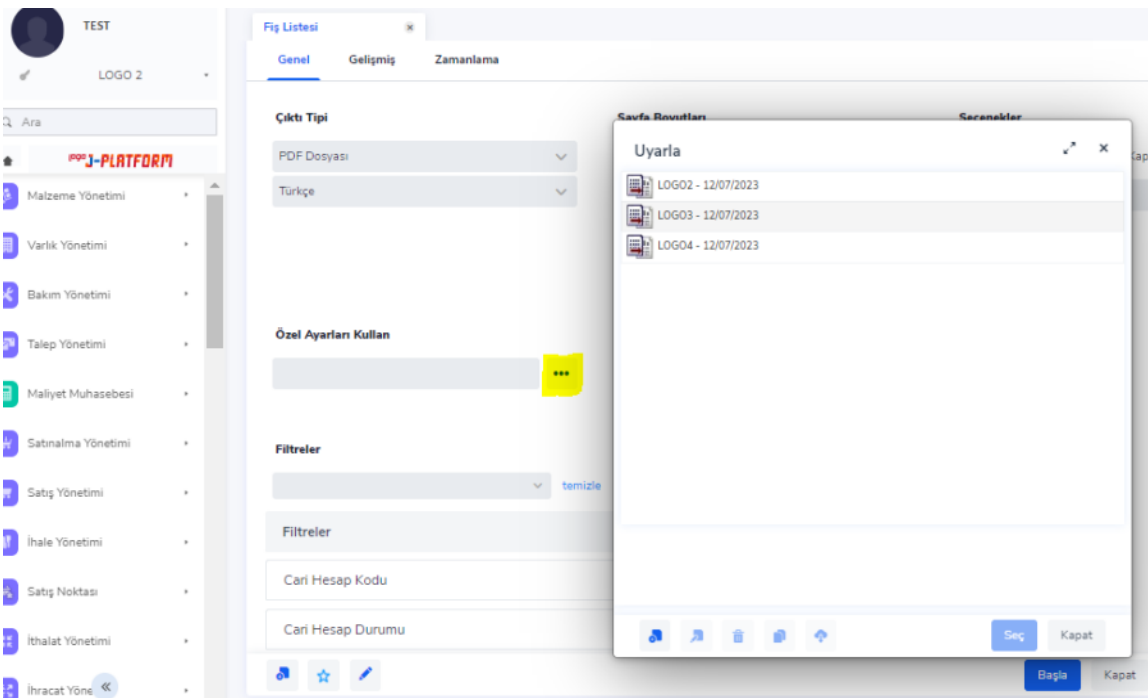 TEST
LOGO 2
Ara
logo J-PLATFORM
Malzeme Yönetimi
Varlık Yönetimi
Bakım Yönetimi
Talep Yönetimi
Maliyet Muhasebesi
Satınalma Yönetimi
Satış Yönetimi
İhale Yönetimi
Satış Noktası
İthalat Yönetimi
İhracat Yöne
Fiş Listesi
Genel Gelişmiş Zamanlama
Çıktı Tipi
Sayfa Boyutları
Seçenekler
PDF Dosyası
Türkçe
Özel Ayarları Kullan
Filtreler
temizle
Filtreler
Cari Hesap Kodu
Cari Hesap Durumu
Uyarla
LOGO2 - 12/07/2023
LOGO3 - 12/07/2023
LOGO4 - 12/07/2023
Seç Kapat
Başla Kapat